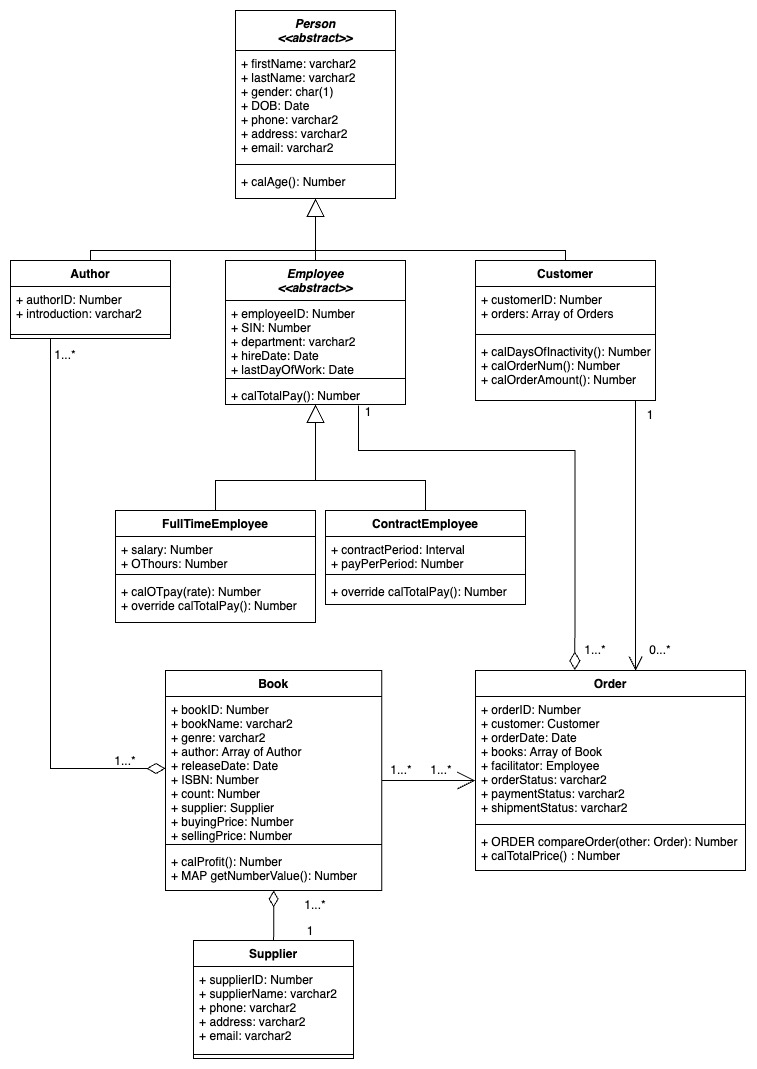 Person
<<abstract>>
+ firstName: varchar2
+ lastName: varchar2
+ gender: char(1)
+ DOB: Date
+ phone: varchar2
+ address: varchar2
+ email: varchar2
+ calAge(): Number
Author
+ authorID: Number
+ introduction: varchar2
Employee
<<abstract>>
+ employeeID: Number
+ SIN: Number
+ department: varchar2
+ hireDate: Date
+ lastDayOfWork: Date
+ calTotalPay(): Number
Customer
+ customerID: Number
+ orders: Array of Orders
+ calDaysOfInactivity(): Number
+ calOrderNum(): Number
+ calOrderAmount(): Number
1...*
1
1
FullTimeEmployee
+ salary: Number
+ OThours: Number
+ calOTpay(rate): Number
+ override calTotalPay(): Number
ContractEmployee
+ contractPeriod: Interval
+ payPerPeriod: Number
+ override calTotalPay(): Number
1...*
0...*
Book
+ bookID: Number
+ bookName: varchar2
+ genre: varchar2
+ author: Array of Author
+ releaseDate: Date
+ ISBN: Number
+ count: Number
+ supplier: Supplier
+ buyingPrice: Number
+ sellingPrice: Number
+ calProfit(): Number
+ MAP getNumberValue(): Number
1...*
1...*
1...*
Order
+ orderID: Number
+ customer: Customer
+ orderDate: Date
+ books: Array of Book
+ facilitator: Employee
+ orderStatus: varchar2
+ paymentStatus: varchar2
+ shipmentStatus: varchar2
+ ORDER compareOrder(other: Order): Number
+ calTotalPrice() : Number
1...*
1
Supplier
+ supplierID: Number
+ supplierName: varchar2
+ phone: varchar2
+ address: varchar2
+ email: varchar2